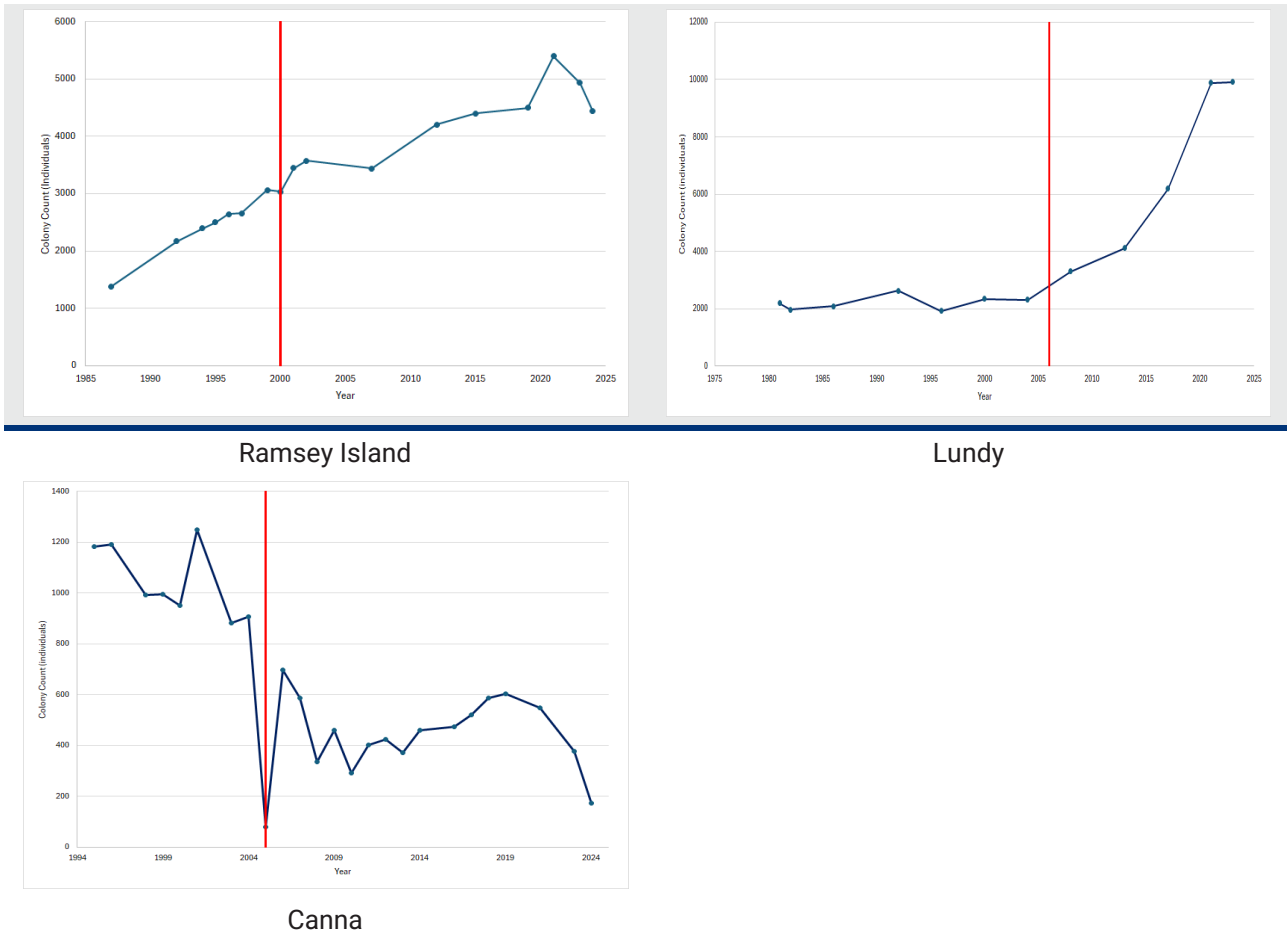 6000
5000
4000
3000
2000
1000
0
Colony Count (Individuals)
1985 1990 1995 2000 2005 2010 2015 2020 2025
Year
12000
10000
8000
6000
4000
2000
0
Colony Count (individuals)
1975 1980 1985 1990 1995 2000 2005 2010 2015 2020 2025
Year
Ramsey Island
Lundy
1400
1200
1000
800
600
400
200
0
Colony Count (individuals)
1994 1999 2004 2009 2014 2019 2024
Year
Canna